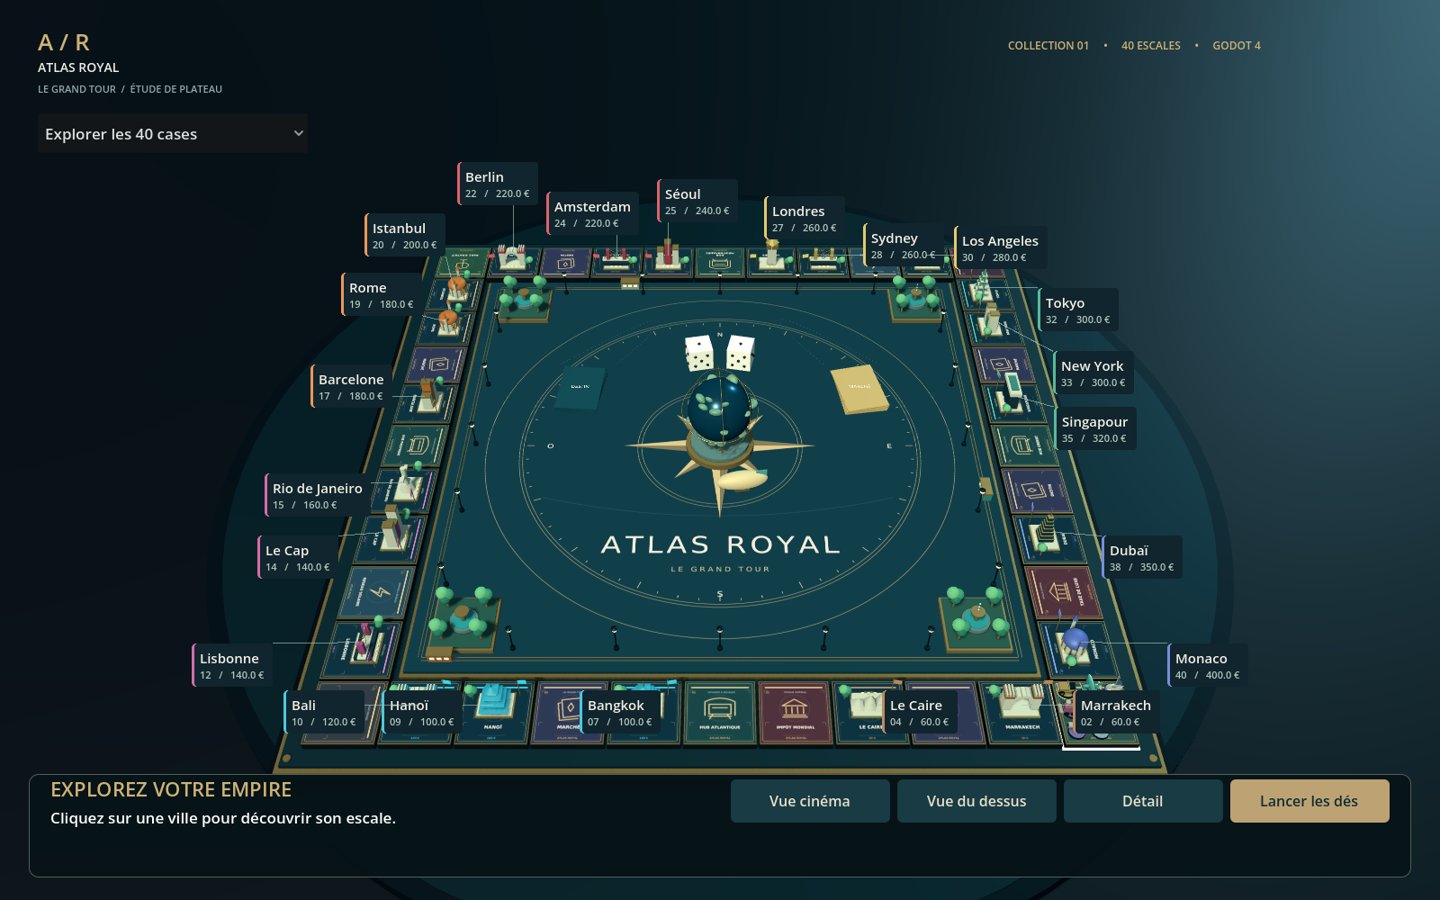 A / R
ATLAS ROYAL
LE GRAND TOUR / ÉTUDE DE PLATEAU
COLLECTION 01 • 40 ESCALES • GODOT 4
Explorer les 40 cases
Berlin
22 / 220.0 €
Amsterdam
24 / 220.0 €
Séoul
25 / 240.0 €
Londres
27 / 260.0 €
Sydney
28 / 260.0 €
Los Angeles
30 / 280.0 €
Istanbul
20 / 200.0 €
Rome
19 / 180.0 €
Tokyo
32 / 300.0 €
New York
33 / 300.0 €
Barcelone
17 / 180.0 €
Singapour
35 / 320.0 €
Rio de Janeiro
15 / 160.0 €
Le Cap
14 / 140.0 €
Dubaï
38 / 350.0 €
Lisbonne
12 / 140.0 €
Monaco
40 / 400.0 €
N
O
E
S
ATLAS ROYAL
LE GRAND TOUR
Bali
10 / 120.0 €
Hanoï
09 / 100.0 €
Bangkok
07 / 100.0 €
Le Caire
04 / 60.0 €
Marrakech
02 / 60.0 €
HANOÏ
HUB ATLANTIQUE
IMPÔT MONDIAL
MARRAKECH
EXPLOREZ VOTRE EMPIRE
Cliquez sur une ville pour découvrir son escale.
Vue cinéma
Vue du dessus
Détail
Lancer les dés